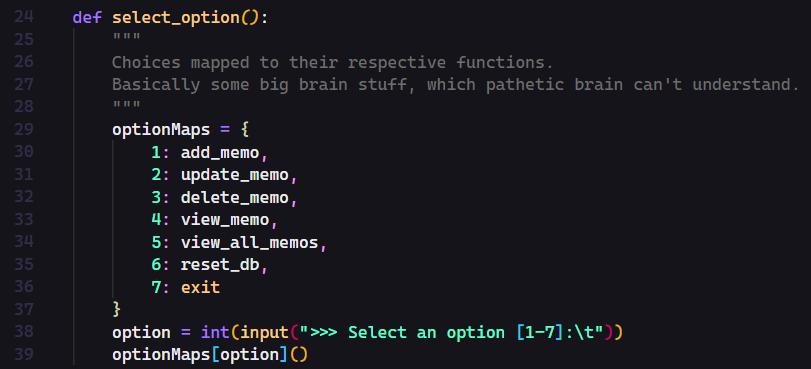 24 def select_option():
25     """
26     Choices mapped to their respective functions.
27     Basically some big brain stuff, which pathetic brain can't understand.
28     """
29     optionMaps = {
30         1: add_memo,
31         2: update_memo,
32         3: delete_memo,
33         4: view_memo,
34         5: view_all_memos,
35         6: reset_db,
36         7: exit
37     }
38     option = int(input(">>> Select an option [1-7]:\t"))
39     optionMaps[option]()